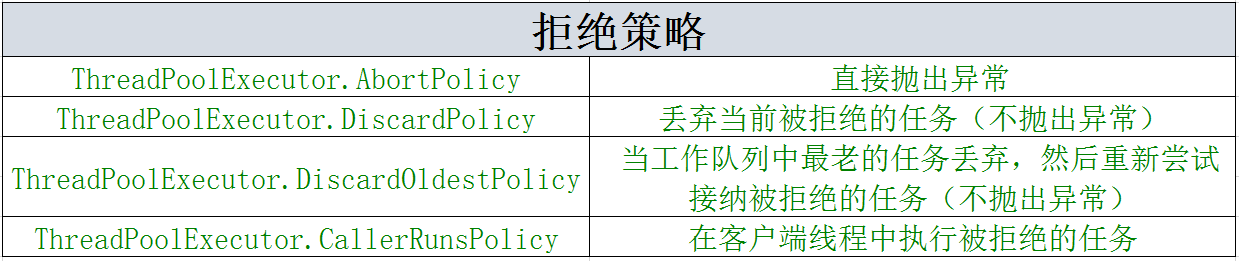 拒绝策略
ThreadPoolExecutor.AbortPolicy 直接抛出异常
ThreadPoolExecutor.DiscardPolicy 丢弃当前被拒绝的任务（不抛出异常）
ThreadPoolExecutor.DiscardOldestPolicy 当工作队列中最老的任务丢弃，然后重新尝试
接纳被拒绝的任务（不抛出异常）
ThreadPoolExecutor.CallerRunsPolicy 在客户端线程中执行被拒绝的任务